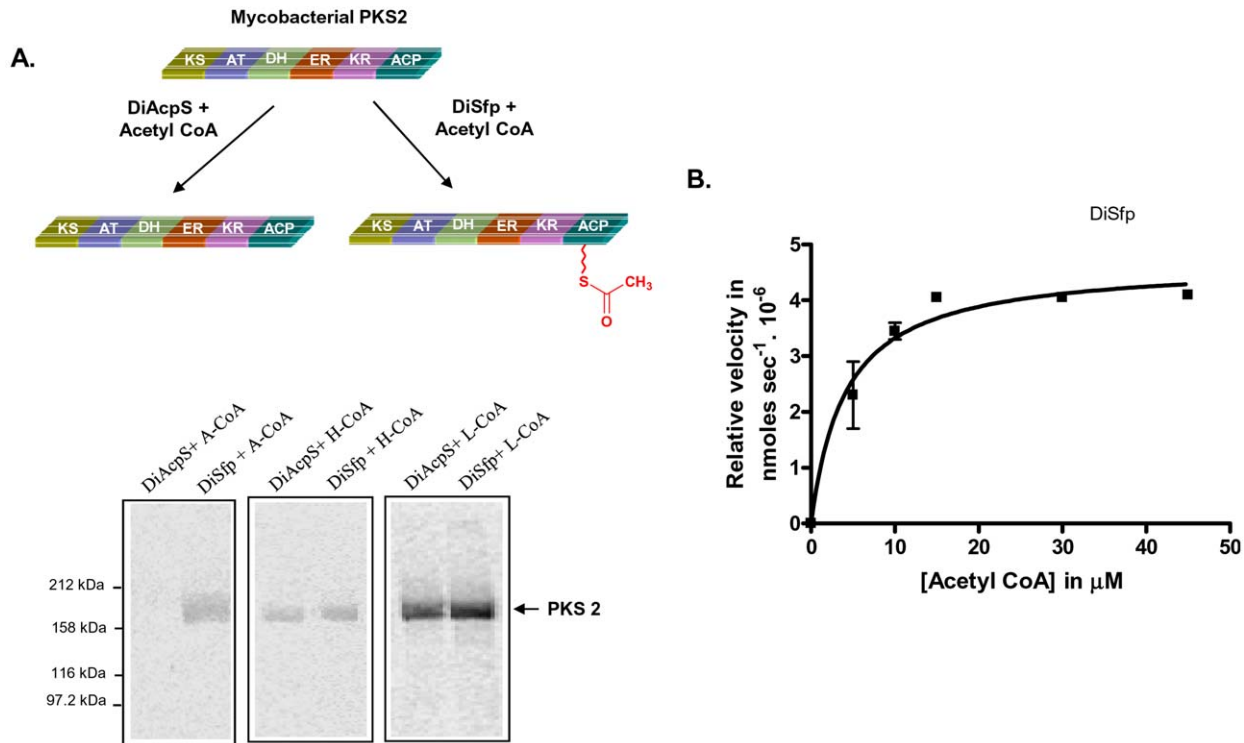 Mycobacterial PKS2
A.
KS AT DH ER KR ACP
DiAcpS +
Acetyl CoA
DiSfp +
Acetyl CoA
KS AT DH ER KR ACP
KS AT DH ER KR ACP
S CH₃
O
DiAcpS+ A-CoA
DiSfp + A-CoA
DiAcpS+ H-CoA
DiSfp + H-CoA
DiAcpS+ L-CoA
DiSfp+ L-CoA
212 kDa
158 kDa
116 kDa
97.2 kDa
PKS 2
B.
DiSfp
Relative velocity in
nmoles sec⁻¹ . 10⁻⁶
5
4
3
2
1
0
0 10 20 30 40 50
[Acetyl CoA] in μM